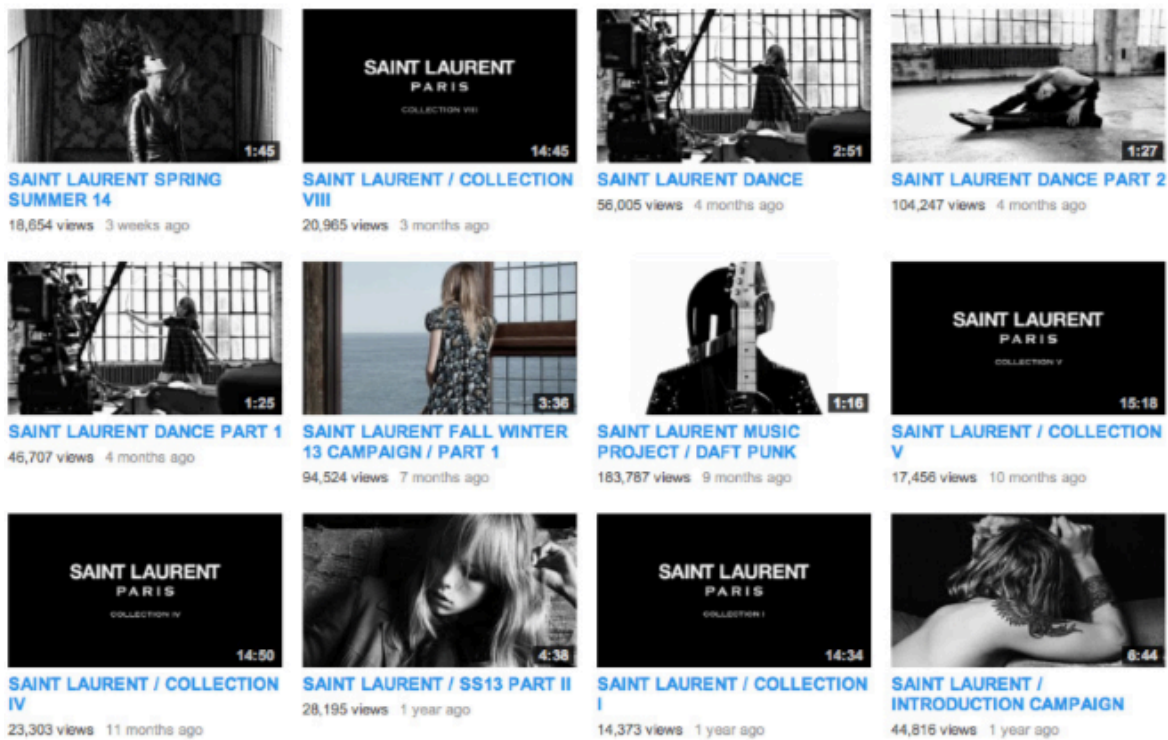 SAINT LAURENT
PARIS
COLLECTION VIII
1:45
14:45
2:51
1:27
SAINT LAURENT SPRING
SUMMER 14
18,654 views 3 weeks ago
SAINT LAURENT / COLLECTION
VIII
20,965 views 3 months ago
SAINT LAURENT DANCE
56,005 views 4 months ago
SAINT LAURENT DANCE PART 2
104,247 views 4 months ago
SAINT LAURENT
PARIS
COLLECTION V
1:25
3:36
1:16
15:18
SAINT LAURENT DANCE PART 1
46,707 views 4 months ago
SAINT LAURENT FALL WINTER
13 CAMPAIGN / PART 1
94,524 views 7 months ago
SAINT LAURENT MUSIC
PROJECT / DAFT PUNK
183,787 views 9 months ago
SAINT LAURENT / COLLECTION
V
17,456 views 10 months ago
SAINT LAURENT
PARIS
COLLECTION IV
SAINT LAURENT
PARIS
COLLECTION I
14:50
4:38
14:34
6:44
SAINT LAURENT / COLLECTION
IV
23,303 views 11 months ago
SAINT LAURENT / SS13 PART II
28,195 views 1 year ago
SAINT LAURENT / COLLECTION
I
14,373 views 1 year ago
SAINT LAURENT /
INTRODUCTION CAMPAIGN
44,816 views 1 year ago